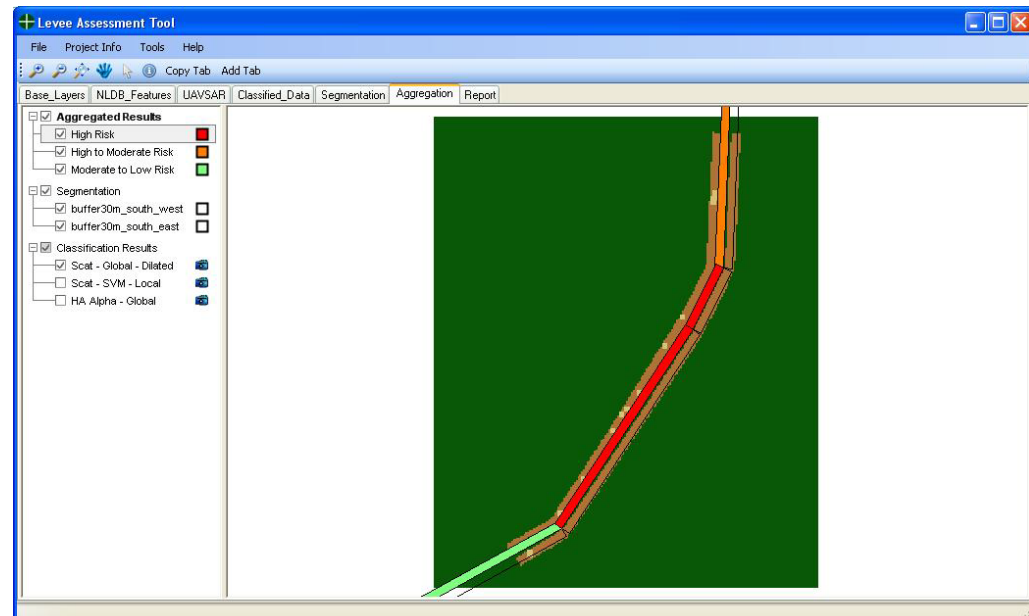 Levee Assessment Tool
File Project Info Tools Help
Copy Tab Add Tab
Base_Layers NLDB_Features UAVSAR Classified_Data Segmentation Aggregation Report
Aggregated Results
High Risk
High to Moderate Risk
Moderate to Low Risk
Segmentation
buffer30m_south_west
buffer30m_south_east
Classification Results
Scat - Global - Dilated
Scat - SVM - Local
HA Alpha - Global